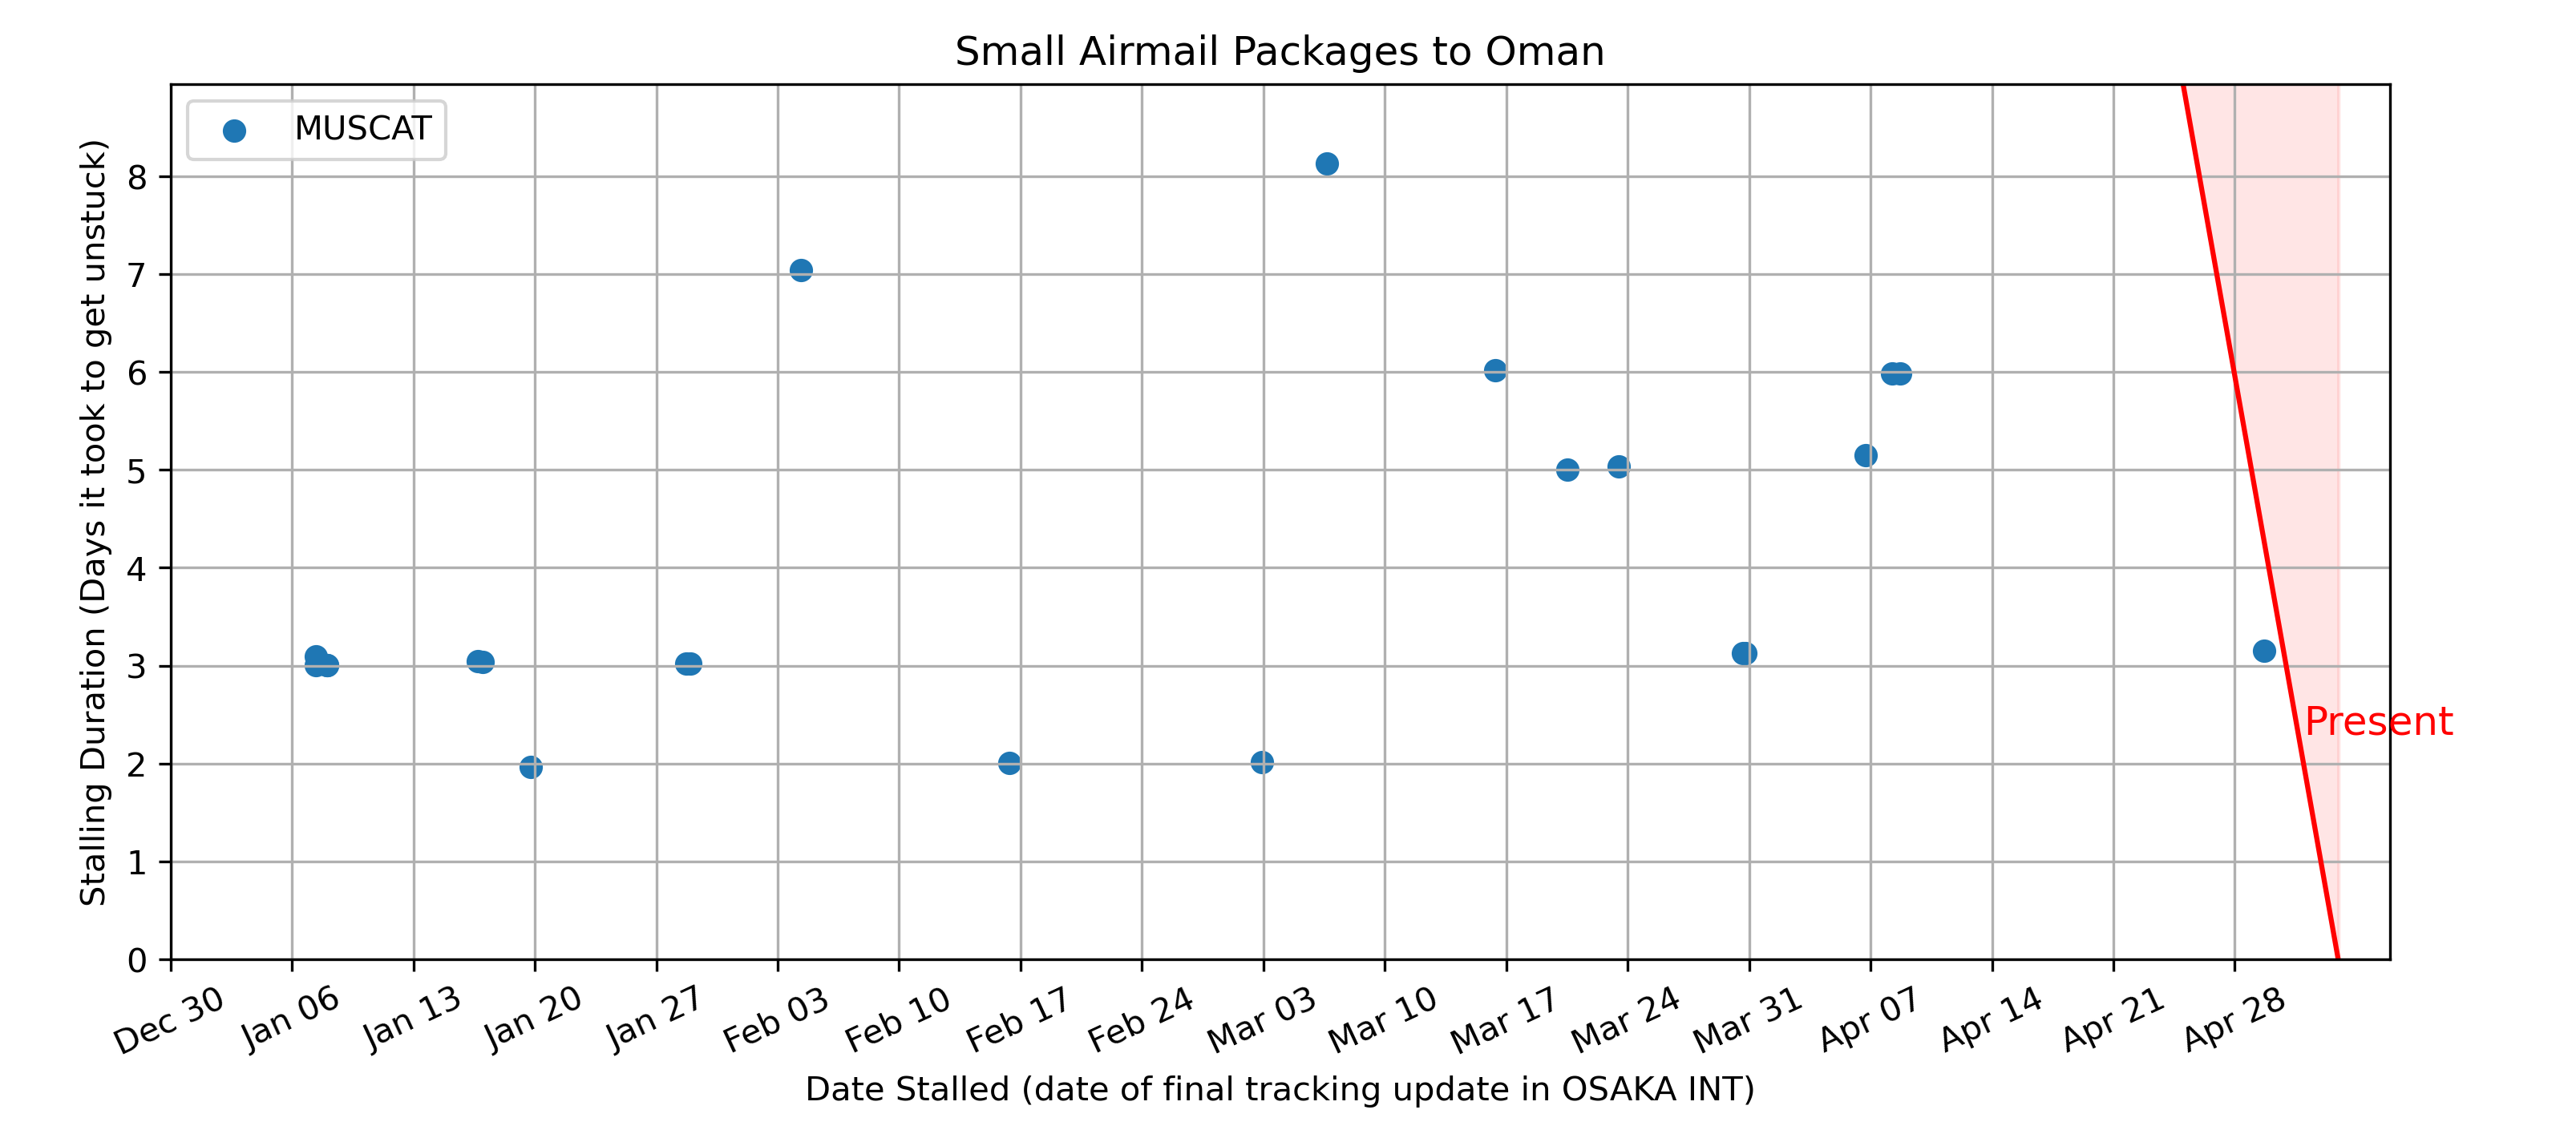 Small Airmail Packages to Oman
MUSCAT
Stalling Duration (Days it took to get unstuck)
8
7
6
5
4
3
2
1
0
Present
Dec 30
Jan 06
Jan 13
Jan 20
Jan 27
Feb 03
Feb 10
Feb 17
Feb 24
Mar 03
Mar 10
Mar 17
Mar 24
Mar 31
Apr 07
Apr 14
Apr 21
Apr 28
Date Stalled (date of final tracking update in OSAKA INT)